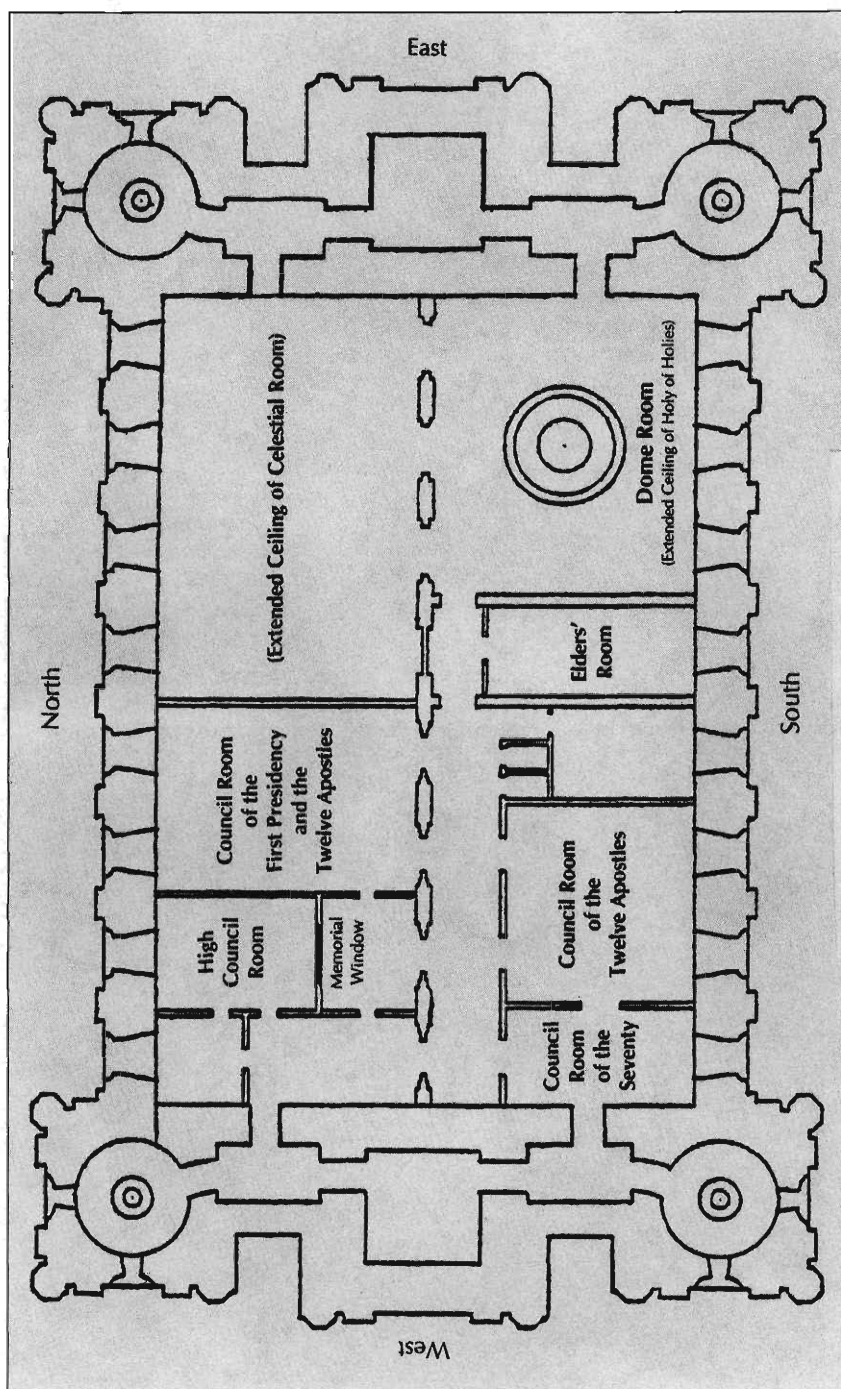 East
North
(Extended Ceiling of Celestial Room)
Dome Room
(Extended Ceiling of Holy of Holies)
Elders'
Room
Council Room
of the
First Presidency
and the
Twelve Apostles
High
Council
Room
Memorial
Window
Council Room
of the
Twelve Apostles
Council
Room
of the
Seventy
South
West